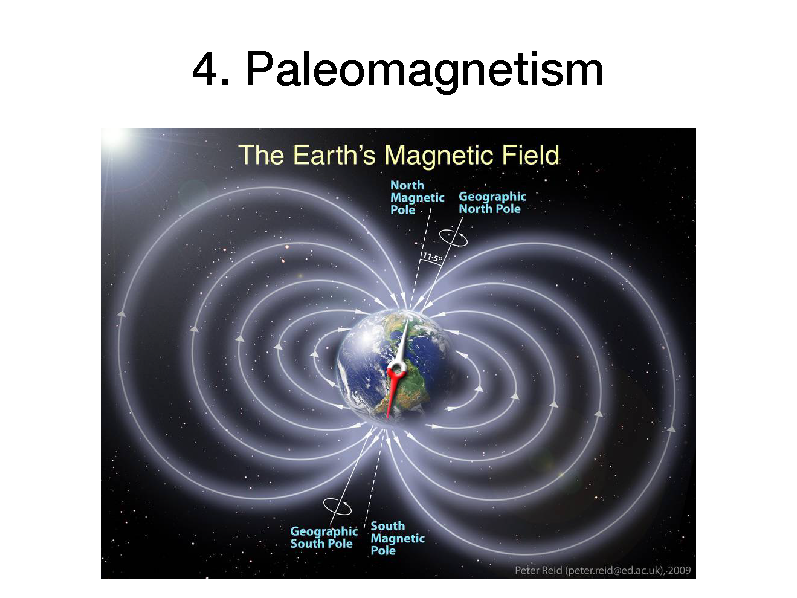 4. Paleomagnetism
The Earth's Magnetic Field
North
Magnetic
Pole
Geographic
North Pole
11·5°
Geographic
South Pole
South
Magnetic
Pole
Peter Reid (peter.reid@ed.ac.uk), 2009